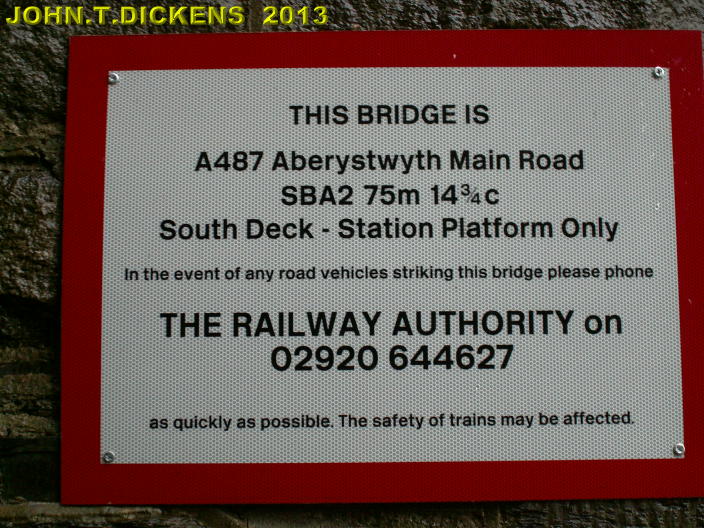 JOHN.T.DICKENS 2013
THIS BRIDGE IS
A487 Aberystwyth Main Road
SBA2 75m 14¾c
South Deck - Station Platform Only
In the event of any road vehicles striking this bridge please phone
THE RAILWAY AUTHORITY on
02920 644627
as quickly as possible. The safety of trains may be affected.